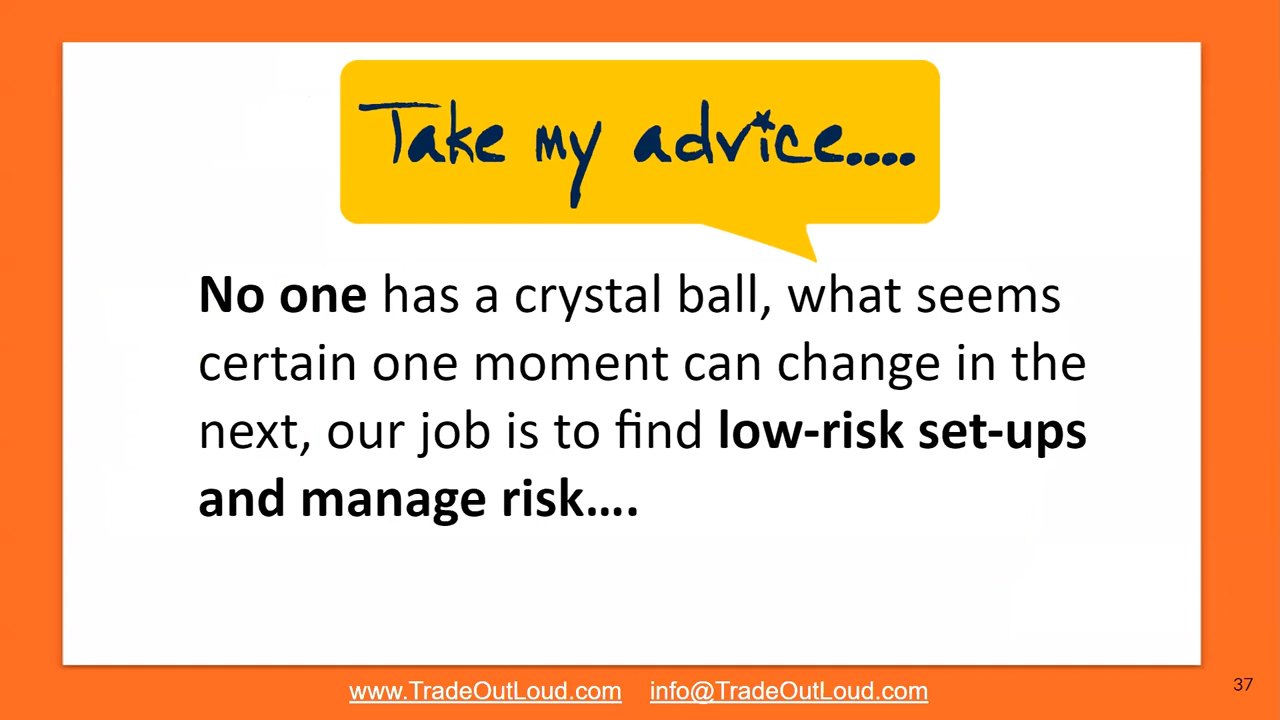 Take my advice....
No one has a crystal ball, what seems
certain one moment can change in the
next, our job is to find low-risk set-ups
and manage risk....
www.TradeOutLoud.com info@TradeOutLoud.com
37